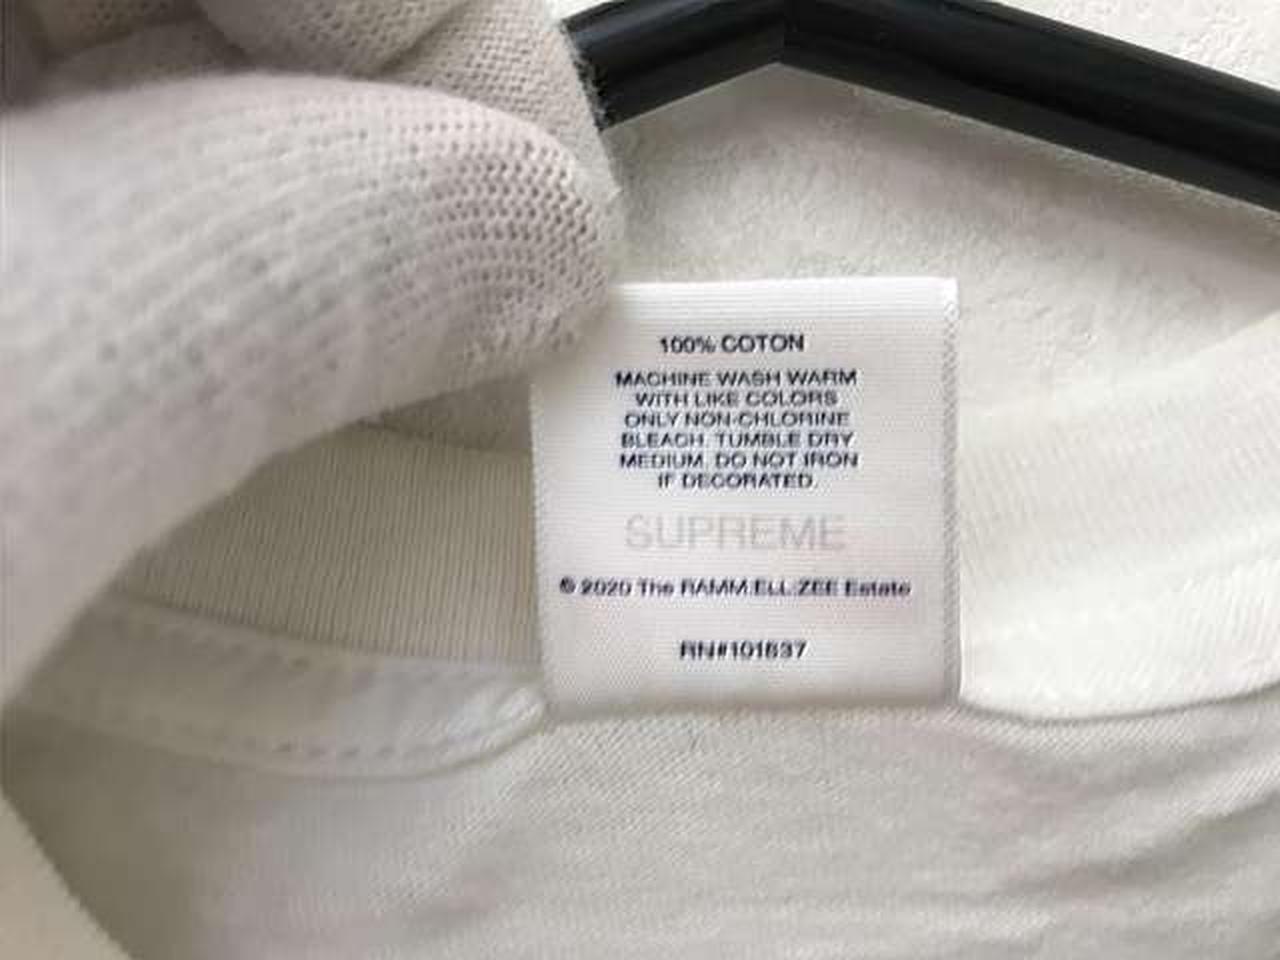 100% COTON
MACHINE WASH WARM
WITH LIKE COLORS
ONLY NON-CHLORINE
BLEACH. TUMBLE DRY
MEDIUM. DO NOT IRON
IF DECORATED.
SUPREME
© 2020 The RAMM:ELL:ZEE Estate
RN#101837